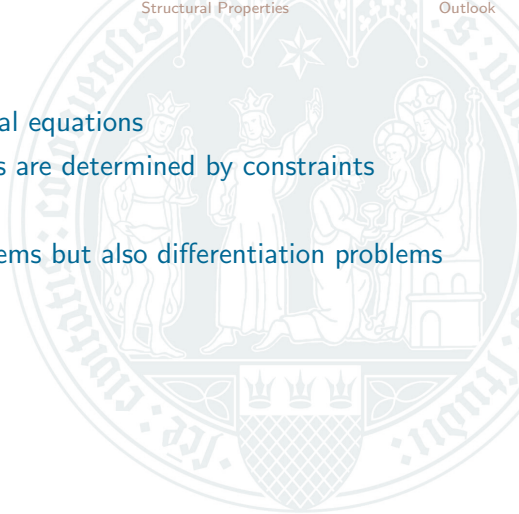 Structural Properties Outlook
al equations
s are determined by constraints
ems but also differentiation problems